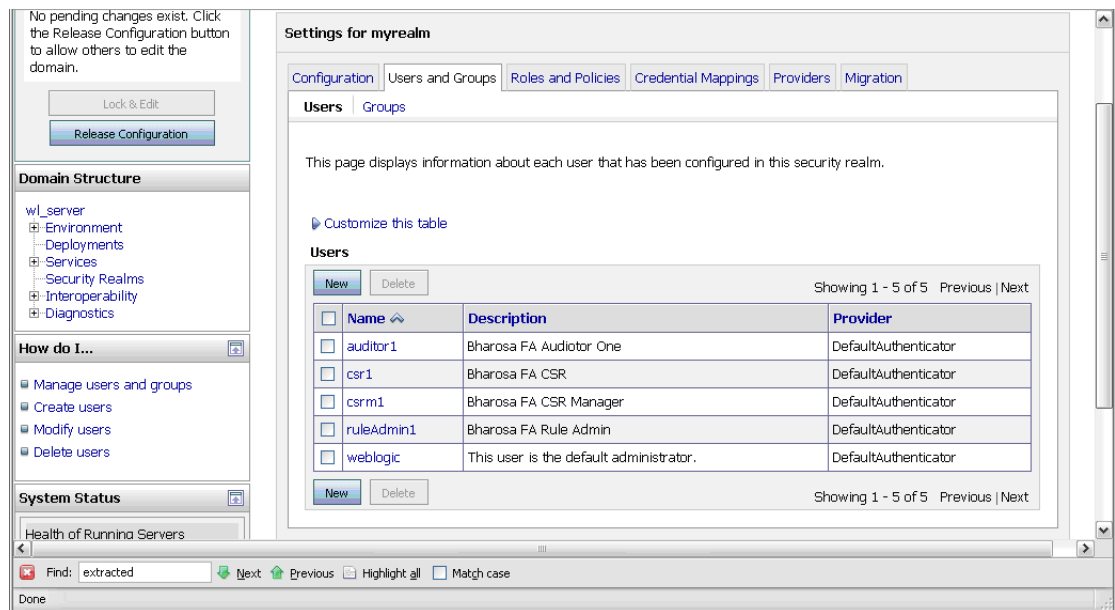 No pending changes exist. Click
the Release Configuration button
to allow others to edit the
domain.
Lock & Edit
Release Configuration
Domain Structure
wl_server
Environment
Deployments
Services
Security Realms
Interoperability
Diagnostics
How do I...
Manage users and groups
Create users
Modify users
Delete users
System Status
Health of Running Servers
Settings for myrealm
Configuration Users and Groups Roles and Policies Credential Mappings Providers Migration
Users Groups
This page displays information about each user that has been configured in this security realm.
Customize this table
Users
New Delete Showing 1 - 5 of 5 Previous | Next
Name Description Provider
auditor1 Bharosa FA Audiotor One DefaultAuthenticator
csr1 Bharosa FA CSR DefaultAuthenticator
csrm1 Bharosa FA CSR Manager DefaultAuthenticator
ruleAdmin1 Bharosa FA Rule Admin DefaultAuthenticator
weblogic This user is the default administrator. DefaultAuthenticator
New Delete Showing 1 - 5 of 5 Previous | Next
Find: extracted Next Previous Highlight all Match case
Done